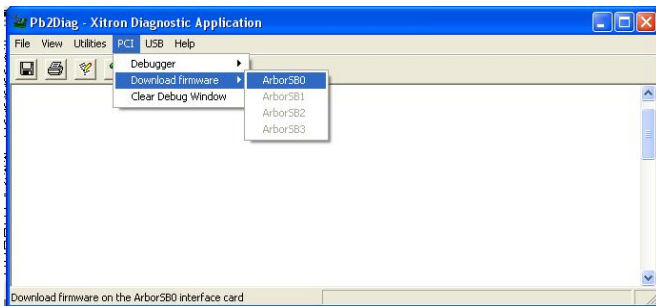 Pb2Diag - Xitron Diagnostic Application
File View Utilities PCI USB Help
Debugger
Download firmware ArborSB0
Clear Debug Window ArborSB1
ArborSB2
ArborSB3
Download firmware on the ArborSB0 interface card